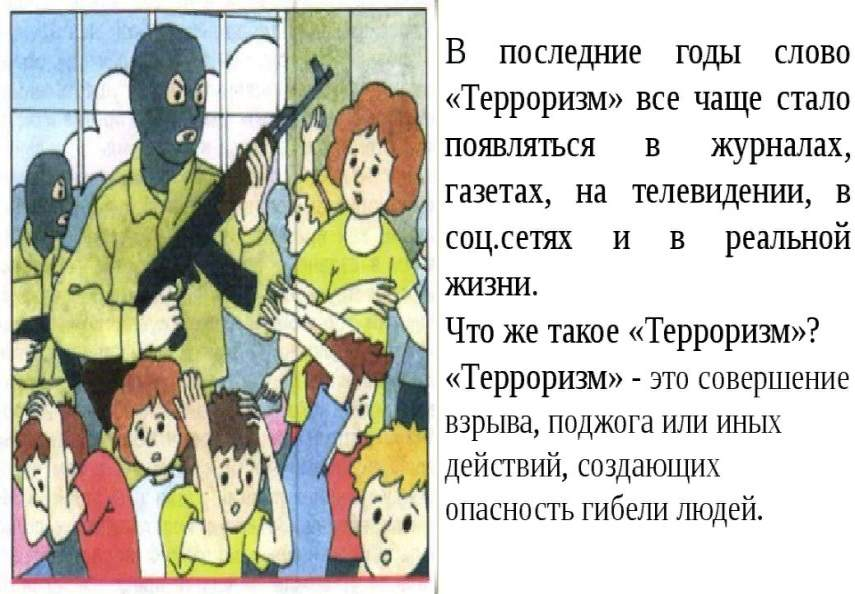 В последние годы слово
«Терроризм» все чаще стало
появляться в журналах,
газетах, на телевидении, в
соц.сетях и в реальной
жизни.
Что же такое «Терроризм»?
«Терроризм» - это совершение
взрыва, поджога или иных
действий, создающих
опасность гибели людей.